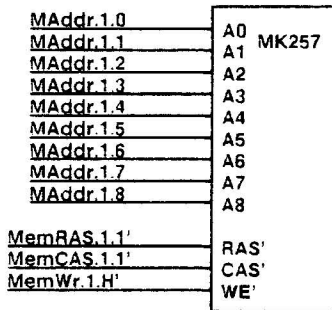 MAddr.1.0
MAddr.1.1
MAddr.1.2
MAddr.1.3
MAddr.1.4
MAddr.1.5
MAddr.1.6
MAddr.1.7
MAddr.1.8
MemRAS.1.1'
MemCAS.1.1'
MemWr.1.H'
A0
A1
A2
A3
A4
A5
A6
A7
A8
RAS'
CAS'
WE'
MK257